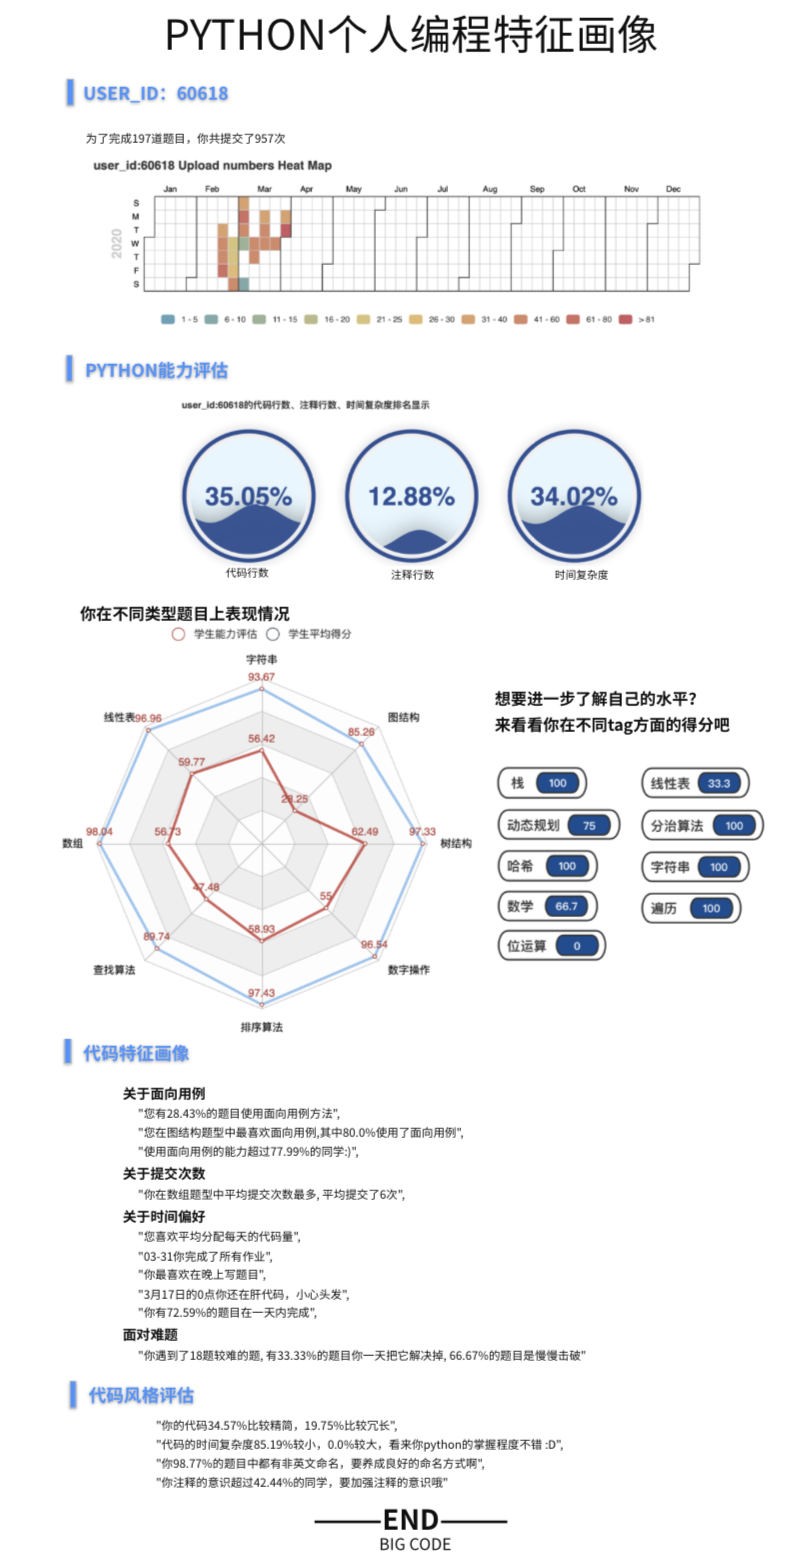 PYTHON个人编程特征画像
USER_ID：60618
为了完成197道题目，你共提交了957次
user_id:60618 Upload numbers Heat Map
Jan Feb Mar Apr May Jun Jul Aug Sep Oct Nov Dec
S
M
T
W
T
F
S
2020
1 - 5 6 - 10 11 - 15 16 - 20 21 - 25 26 - 30 31 - 40 41 - 60 61 - 80 > 81
PYTHON能力评估
user_id:60618的代码行数、注释行数、时间复杂度排名显示
35.05% 12.88% 34.02%
代码行数 注释行数 时间复杂度
你在不同类型题目上表现情况
学生能力评估 学生平均得分
字符串
93.67
线性表 96.96
图结构
85.26
56.42
59.77
28.25
数组 98.04
56.73
62.49
97.33 树结构
47.48
55
58.93
89.74
96.54
查找算法
数字操作
97.43
排序算法
想要进一步了解自己的水平?
来看看你在不同tag方面的得分吧
栈 100 线性表 33.3
动态规划 75 分治算法 100
哈希 100 字符串 100
数学 66.7 遍历 100
位运算 0
代码特征画像
关于面向用例
"您有28.43%的题目使用面向用例方法",
"您在图结构题型中最喜欢面向用例,其中80.0%使用了面向用例",
"使用面向用例的能力超过77.99%的同学:)",
关于提交次数
"你在数组题型中平均提交次数最多, 平均提交了6次",
关于时间偏好
"您喜欢平均分配每天的代码量",
"03-31你完成了所有作业",
"你最喜欢在晚上写题目",
"3月17日的0点你还在肝代码，小心头发",
"你有72.59%的题目在一天内完成",
面对难题
"你遇到了18题较难的题, 有33.33%的题目你一天把它解决掉, 66.67%的题目是慢慢击破"
代码风格评估
"你的代码34.57%比较精简，19.75%比较冗长",
"代码的时间复杂度85.19%较小，0.0%较大，看来你python的掌握程度不错 :D",
"你98.77%的题目中都有非英文命名，要养成良好的命名方式啊",
"你注释的意识超过42.44%的同学，要加强注释的意识哦"
END
BIG CODE